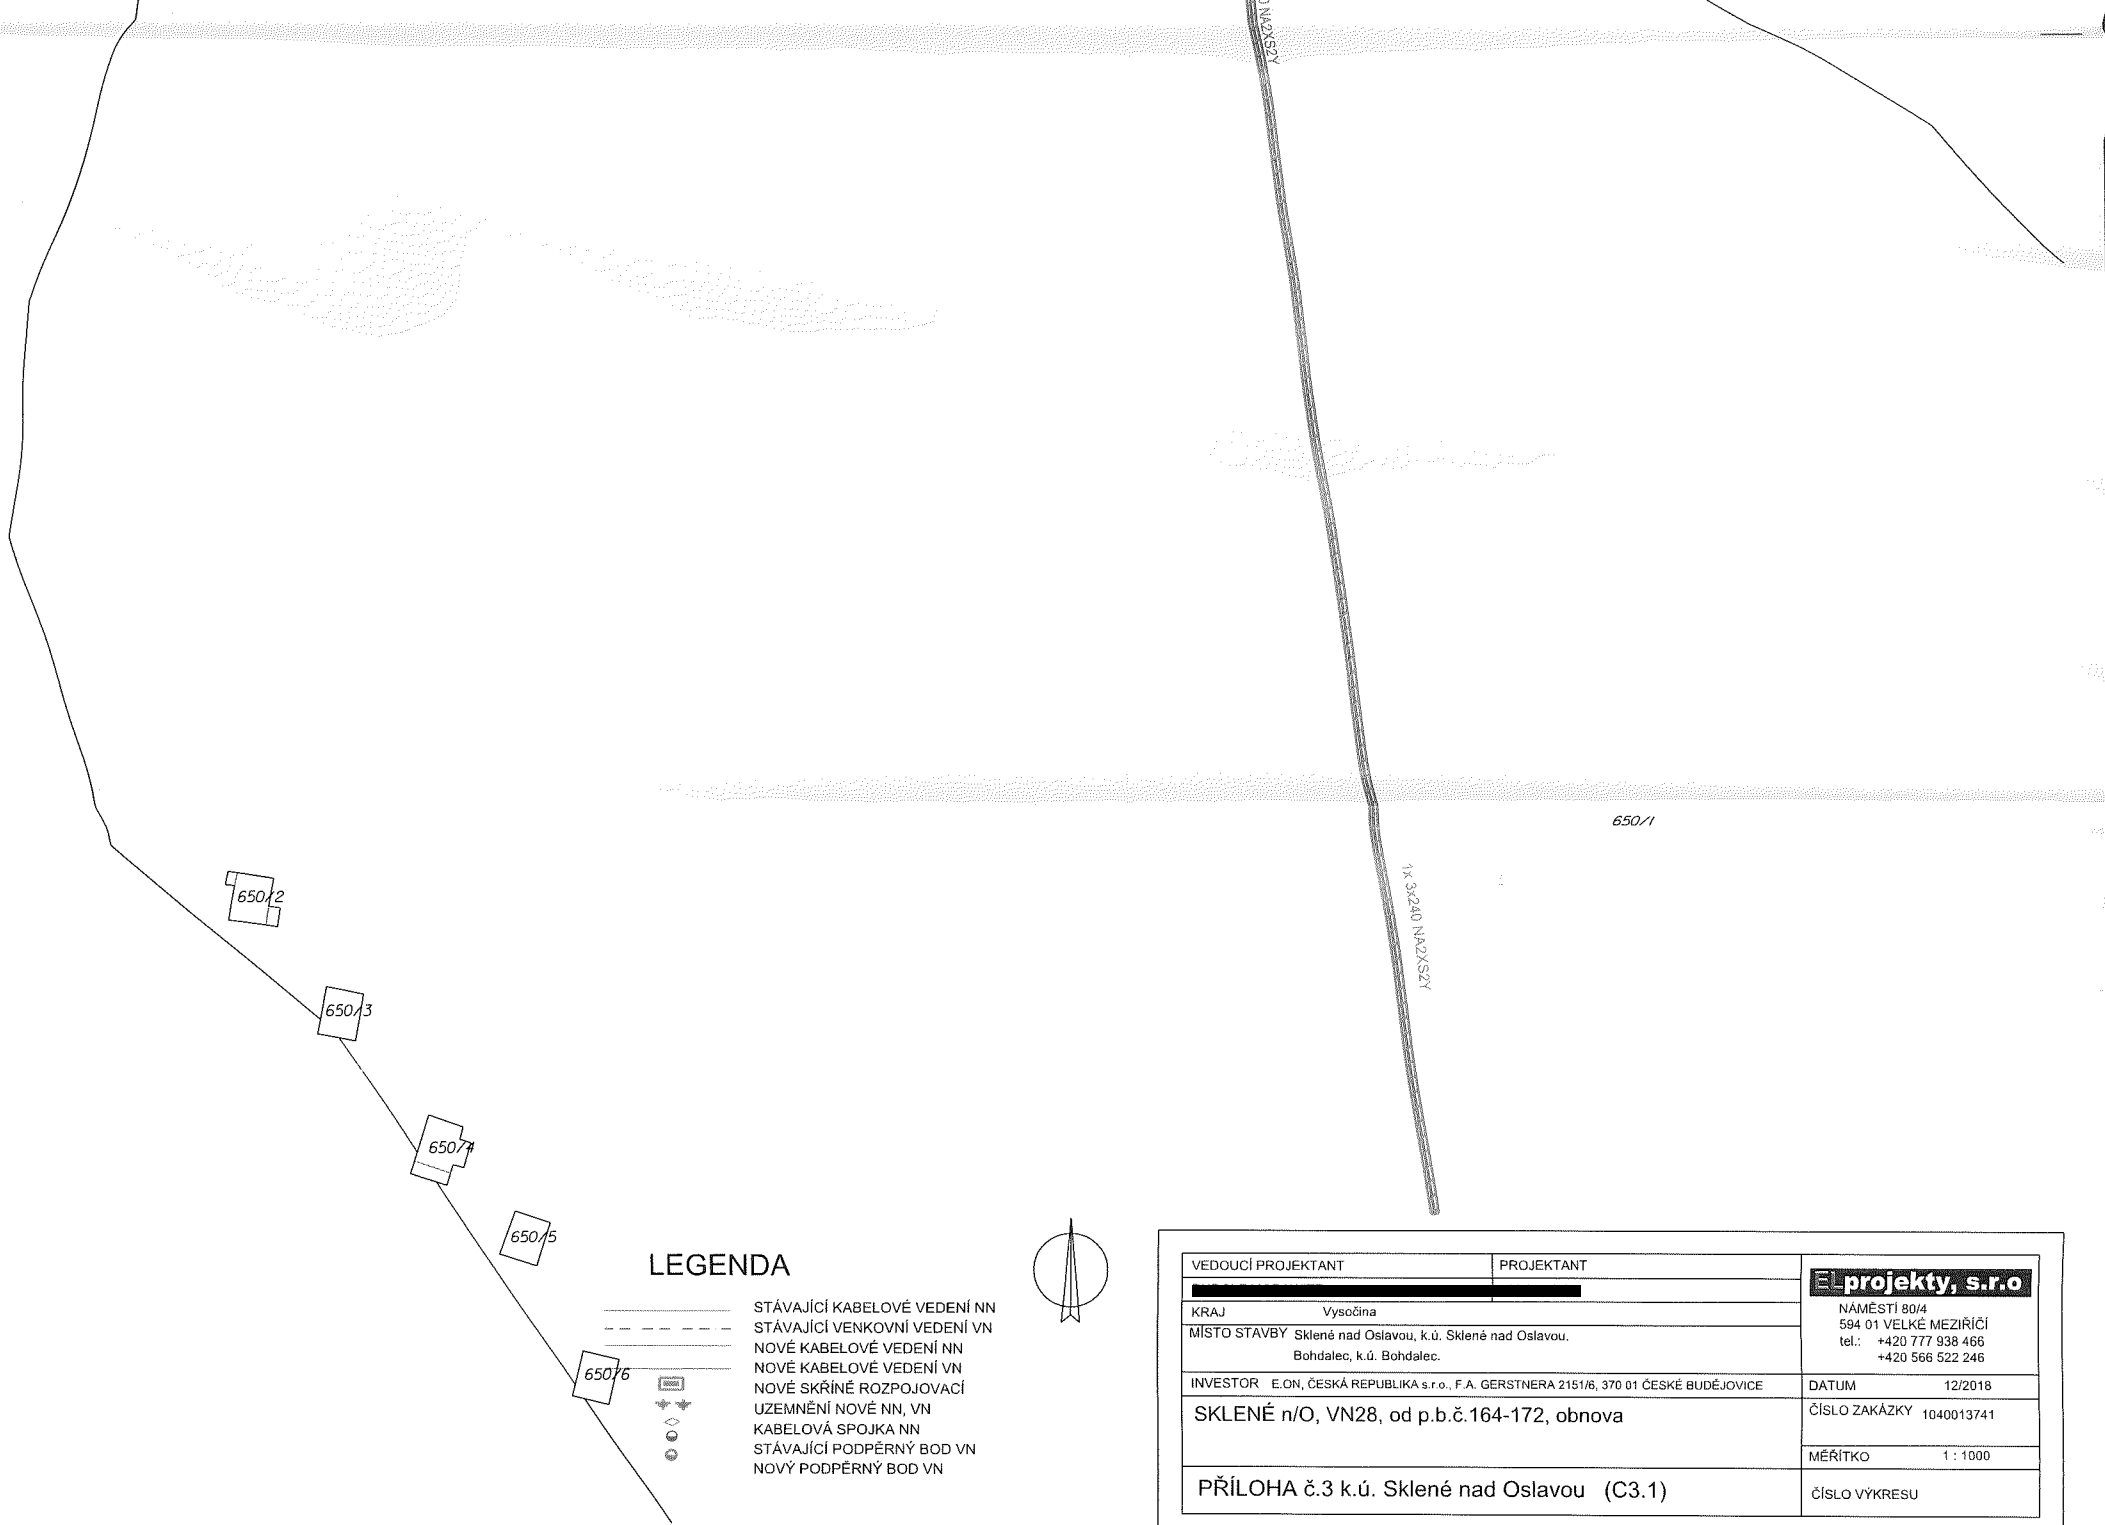 NA2XS2Y
650/1
1x 3x240 NA2XS2Y
650/2
650/3
650/4
650/5
650/6
LEGENDA
STÁVAJÍCÍ KABELOVÉ VEDENÍ NN
STÁVAJÍCÍ VENKOVNÍ VEDENÍ VN
NOVÉ KABELOVÉ VEDENÍ NN
NOVÉ KABELOVÉ VEDENÍ VN
NOVÉ SKŘÍNĚ ROZPOJOVACÍ
UZEMNĚNÍ NOVÉ NN, VN
KABELOVÁ SPOJKA NN
STÁVAJÍCÍ PODPĚRNÝ BOD VN
NOVÝ PODPĚRNÝ BOD VN
VEDOUCÍ PROJEKTANT PROJEKTANT
KRAJ Vysočina
MÍSTO STAVBY Sklené nad Oslavou, k.ú. Sklené nad Oslavou.
Bohdalec, k.ú. Bohdalec.
INVESTOR E.ON, ČESKÁ REPUBLIKA s.r.o., F.A. GERSTNERA 2151/6, 370 01 ČESKÉ BUDĚJOVICE
SKLENÉ n/O, VN28, od p.b.č.164-172, obnova
PŘÍLOHA č.3 k.ú. Sklené nad Oslavou (C3.1)
ELprojekty, s.r.o
NÁMĚSTÍ 80/4
594 01 VELKÉ MEZIŘÍČÍ
tel.: +420 777 938 466
+420 566 522 246
DATUM 12/2018
ČÍSLO ZAKÁZKY 1040013741
MĚŘÍTKO 1 : 1000
ČÍSLO VÝKRESU